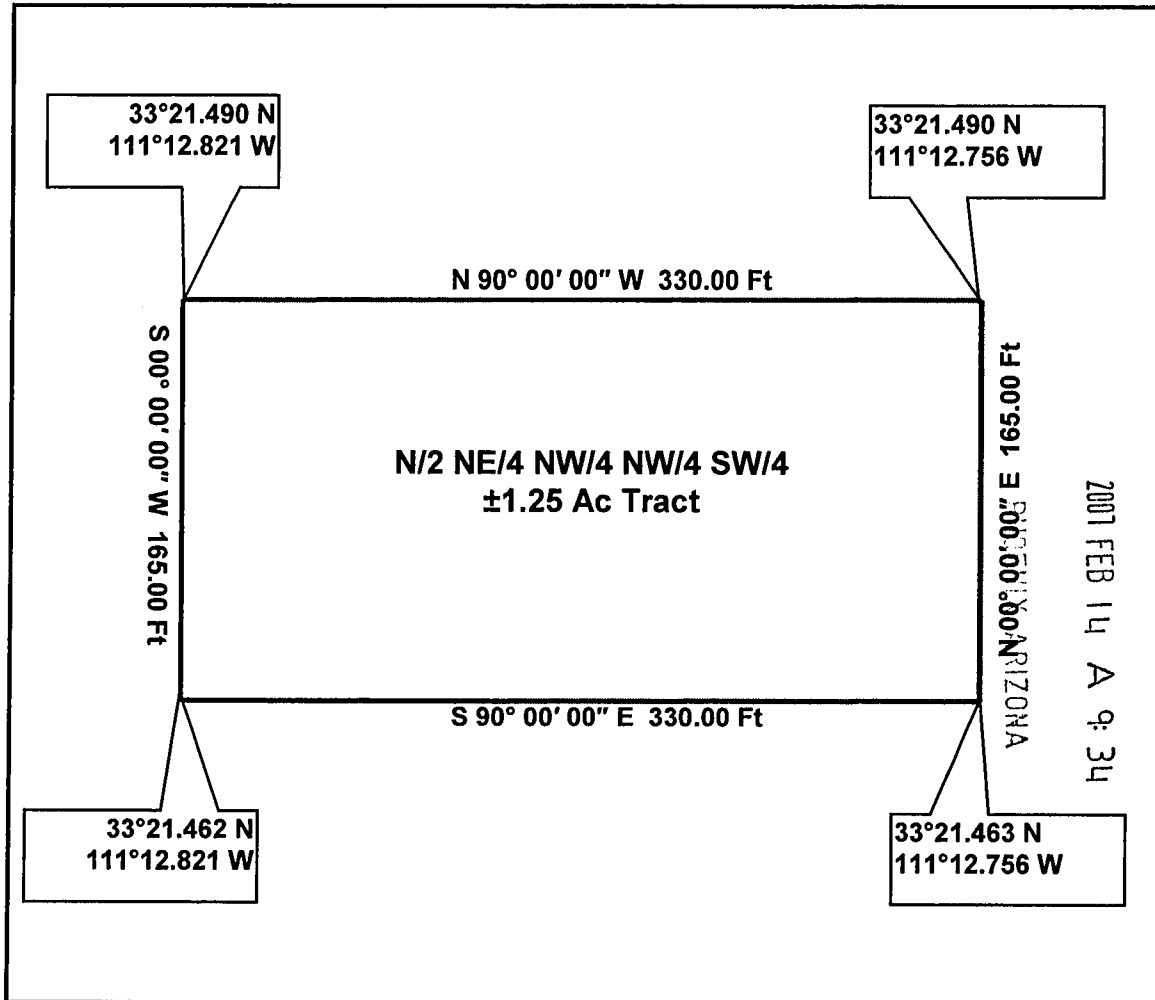 33°21.490 N
111°12.821 W
33°21.490 N
111°12.756 W
N 90° 00' 00" W 330.00 Ft
S 00° 00' 00" W 165.00 Ft
N/2 NE/4 NW/4 NW/4 SW/4
±1.25 Ac Tract
N 00° 00' 00" E 165.00 Ft
PHOENIX ARIZONA
2007 FEB 14 A 9:34
S 90° 00' 00" E 330.00 Ft
33°21.462 N
111°12.821 W
33°21.463 N
111°12.756 W